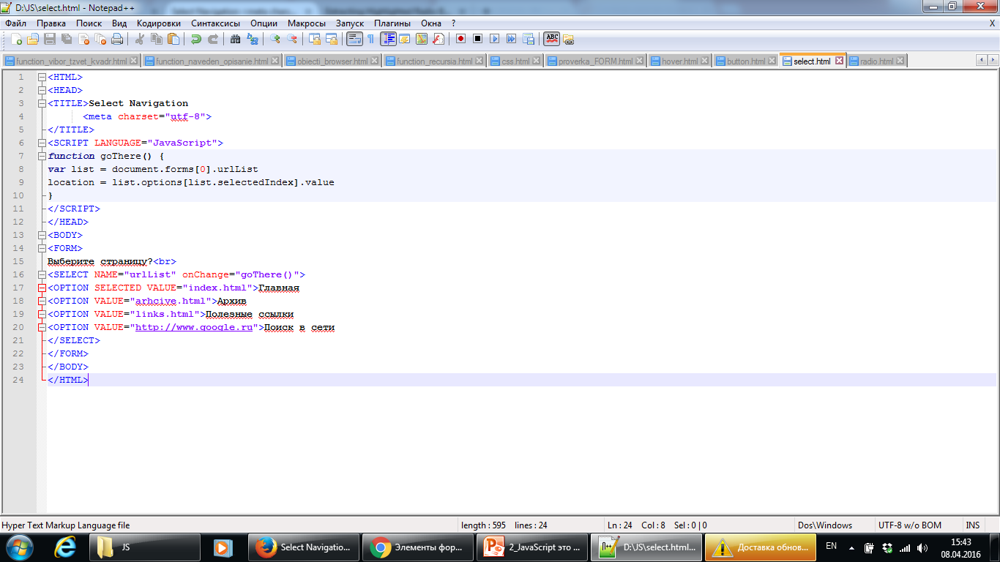 D:\JS\select.html - Notepad++
Файл Правка Поиск Вид Кодировки Синтаксисы Опции Макросы Запуск Плагины Окна ? X
ABC
function_vibor_tzvet_kvadr.html function_naveden_opisanie.html obiecti_browser.html function_recursia.html css.html proverka_FORM.html hover.html button.html select.html radio.html
1 <HTML>
2 <HEAD>
3 <TITLE>Select Navigation
4 <meta charset="utf-8">
5 </TITLE>
6 <SCRIPT LANGUAGE="JavaScript">
7 function goThere() {
8 var list = document.forms[0].urlList
9 location = list.options[list.selectedIndex].value
10 }
11 </SCRIPT>
12 </HEAD>
13 <BODY>
14 <FORM>
15 Выберите страницу?<br>
16 <SELECT NAME="urlList" onChange="goThere()">
17 <OPTION SELECTED VALUE="index.html">Главная
18 <OPTION VALUE="arhcive.html">Архив
19 <OPTION VALUE="links.html">Полезные ссылки
20 <OPTION VALUE="http://www.google.ru">Поиск в сети
21 </SELECT>
22 </FORM>
23 </BODY>
24 </HTML>
Hyper Text Markup Language file length : 595 lines : 24 Ln : 24 Col : 8 Sel : 0 | 0 Dos\Windows UTF-8 w/o BOM INS
JS Select Navigatio... Элементы фор... 2_JavaScript это ... D:\JS\select.html... Доставка обнов... EN 15:43
08.04.2016